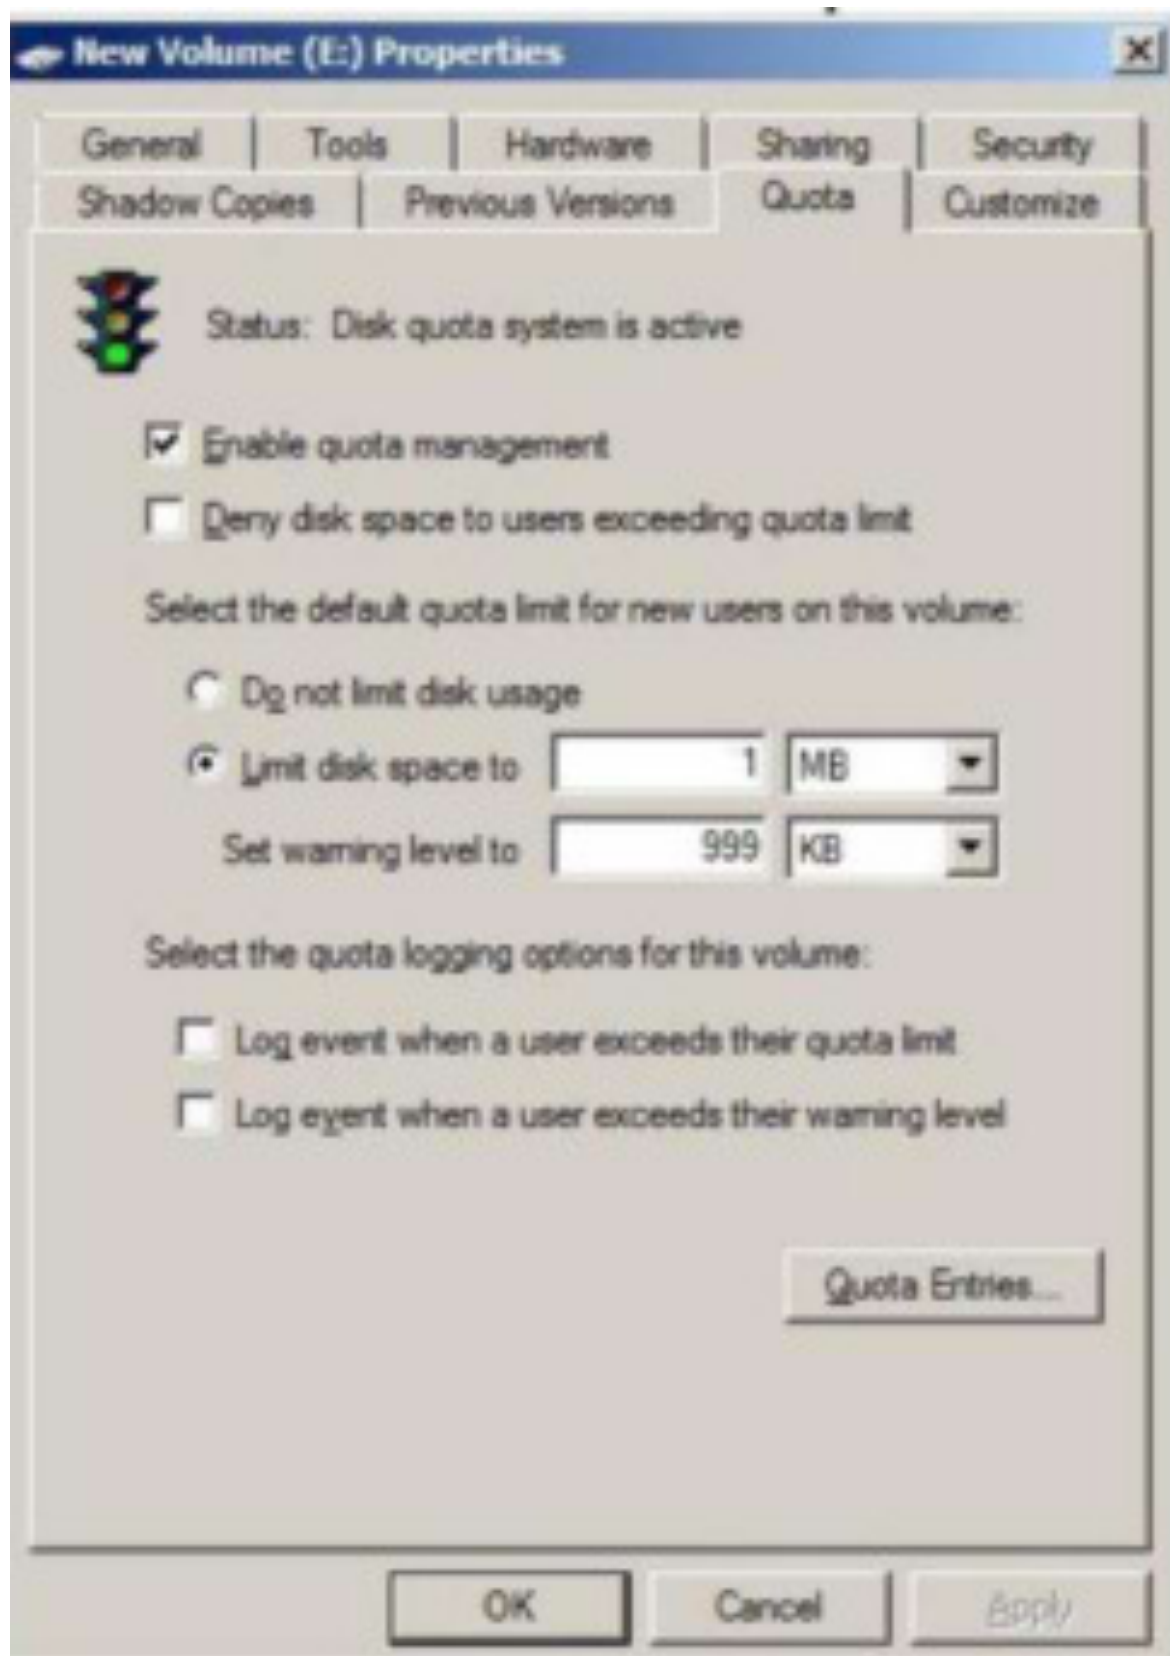 New Volume (E:) Properties
General Tools Hardware Sharing Security
Shadow Copies Previous Versions Quota Customize
Status: Disk quota system is active
Enable quota management
Deny disk space to users exceeding quota limit
Select the default quota limit for new users on this volume:
Do not limit disk usage
Limit disk space to 1 MB
Set warning level to 999 KB
Select the quota logging options for this volume:
Log event when a user exceeds their quota limit
Log event when a user exceeds their warning level
Quota Entries...
OK Cancel Apply